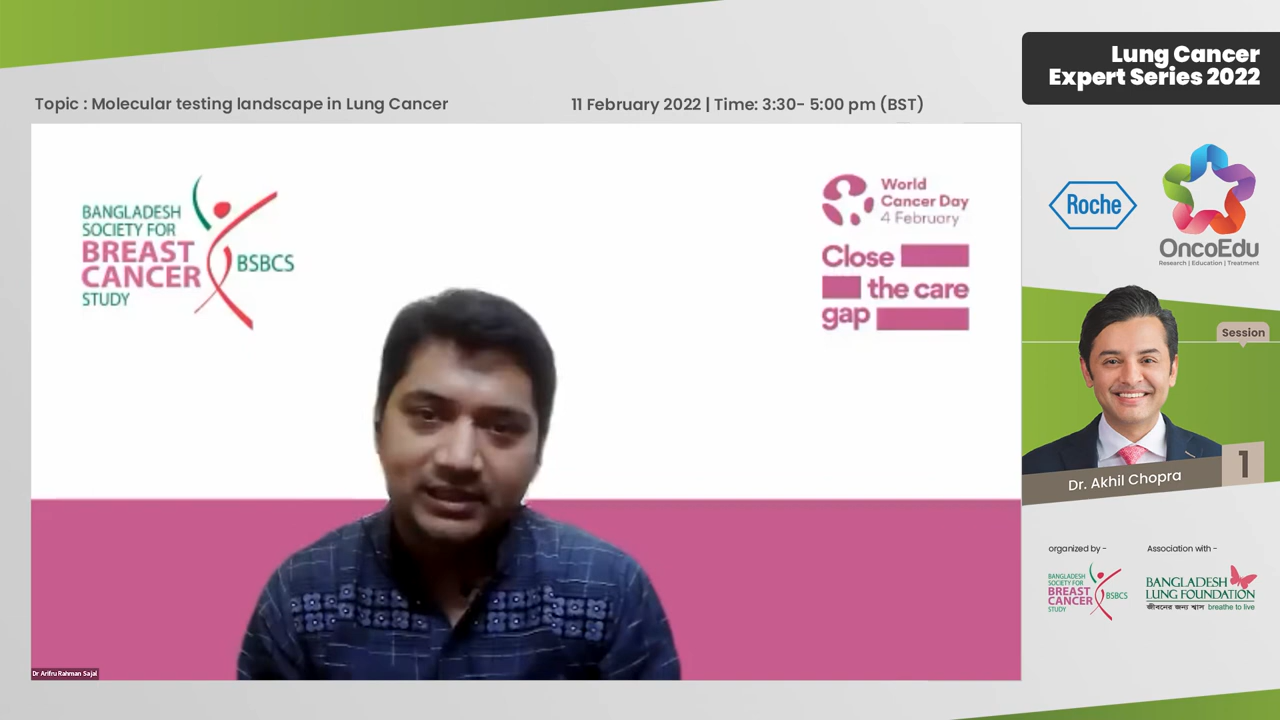 Lung Cancer
Expert Series 2022
Topic : Molecular testing landscape in Lung Cancer
11 February 2022 | Time: 3:30- 5:00 pm (BST)
BANGLADESH
SOCIETY FOR
BREAST
CANCER
STUDY
BSBCS
World
Cancer Day
4 February
Close
the care
gap
Roche
OncoEdu
Research | Education | Treatment
Session
1
Dr. Akhil Chopra
organized by -
BANGLADESH
SOCIETY FOR
BREAST
CANCER
STUDY
BSBCS
Association with -
BANGLADESH
LUNG FOUNDATION
জীবনের জন্য শ্বাস breathe to live
Dr Arifru Rahman Sajal